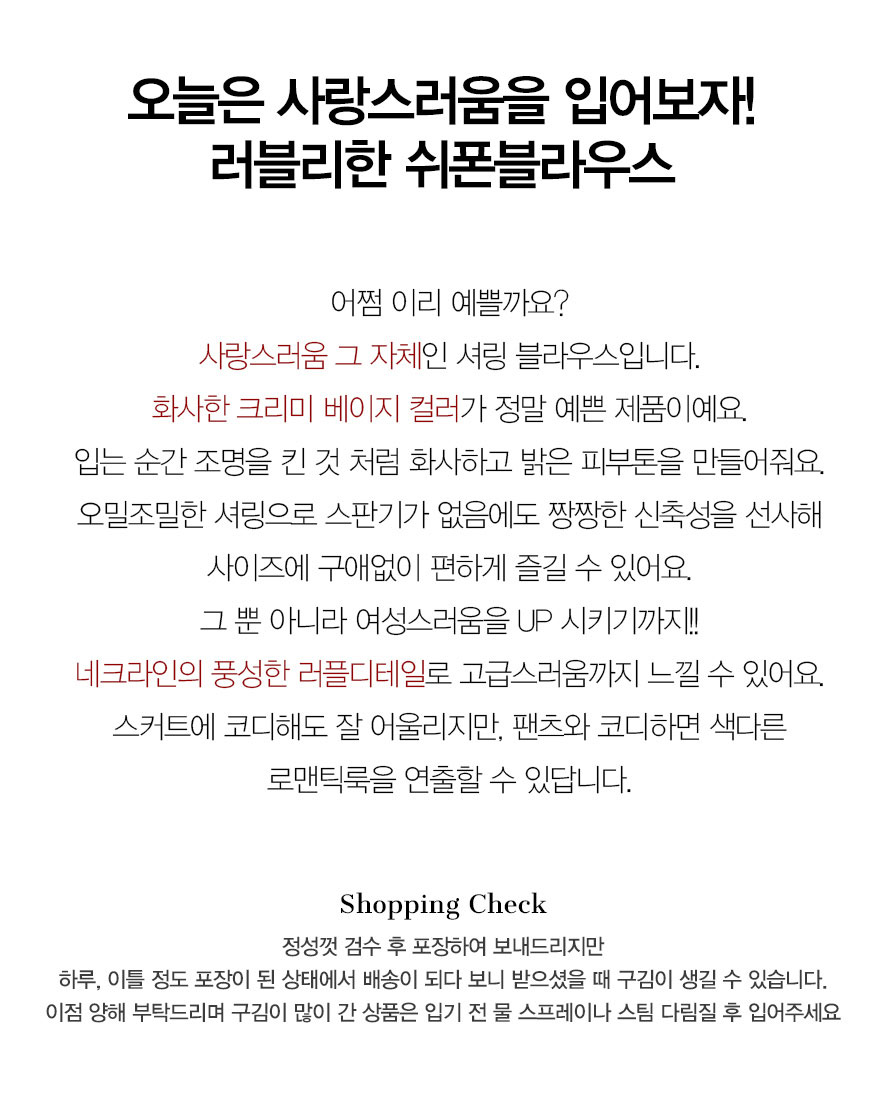 오늘은 사랑스러움을 입어보자!
러블리한 쉬폰블라우스
어쩜 이리 예쁠까요?
사랑스러움 그 자체인 셔링 블라우스입니다.
화사한 크리미 베이지 컬러가 정말 예쁜 제품이예요.
입는 순간 조명을 킨 것 처럼 화사하고 밝은 피부톤을 만들어줘요.
오밀조밀한 셔링으로 스판기가 없음에도 짱짱한 신축성을 선사해
사이즈에 구애없이 편하게 즐길 수 있어요.
그 뿐 아니라 여성스러움을 UP 시키기까지!!
네크라인의 풍성한 러플디테일로 고급스러움까지 느낄 수 있어요.
스커트에 코디해도 잘 어울리지만, 팬츠와 코디하면 색다른
로맨틱룩을 연출할 수 있답니다.
Shopping Check
정성껏 검수 후 포장하여 보내드리지만
하루, 이틀 정도 포장이 된 상태에서 배송이 되다 보니 받으셨을 때 구김이 생길 수 있습니다.
이점 양해 부탁드리며 구김이 많이 간 상품은 입기 전 물 스프레이나 스팀 다림질 후 입어주세요